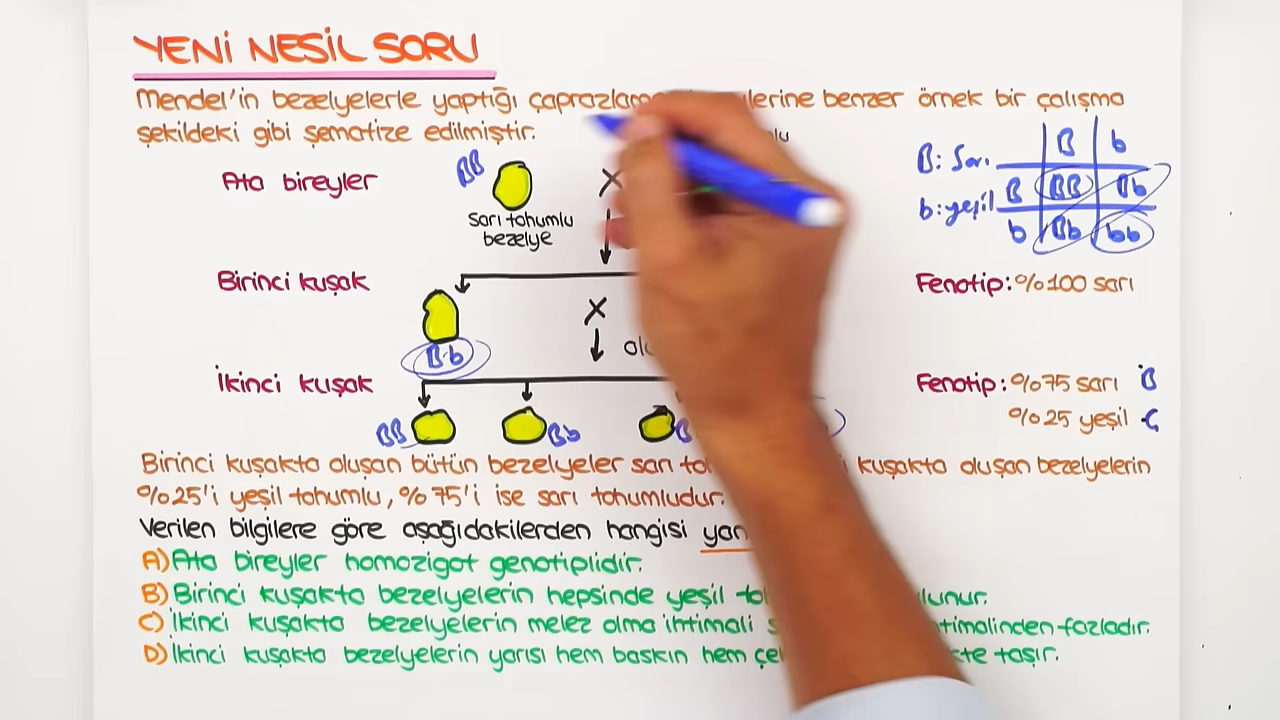 YENİ NESİL SORU
Mendel'in bezelyelerle yaptığı benzer örnek bir çalışma
şekildeki gibi şematize edilmiştir.
B b
B: Sarı
BB
Ata bireyler
X
B BB Bb
b: yeşil
b Bb bb
Sarı tohumlu
bezelye
Birinci kuşak
Fenotip: %100 sarı
X
Bb
İkinci kuşak
Fenotip: %75 sarı B
%25 yeşil Ç
BB Bb
Birinci kuşakta oluşan bütün bezelyeler sarı kuşakta oluşan bezelyelerin
%25'i yeşil tohumlu, %75'i ise sarı tohumludur.
Verilen bilgilere göre aşağıdakilerden hangisi
A) Ata bireyler homozigot genotiplidir.
B) Birinci kuşakta bezelyelerin hepsinde yeşil
C) İkinci kuşakta bezelyelerin melez olma ihtimali fazladır.
D) İkinci kuşakta bezelyelerin yarısı hem baskın hem taşır.